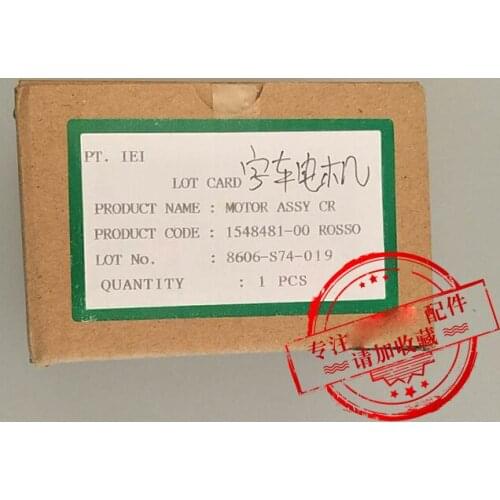 PT. IEI
LOT CARD 字车电机
PRODUCT NAME : MOTOR ASSY CR
PRODUCT CODE : 1548481-00 ROSSO
LOT No. : 8606-S74-019
QUANTITY : 1 PCS
专注 配件
请加收藏